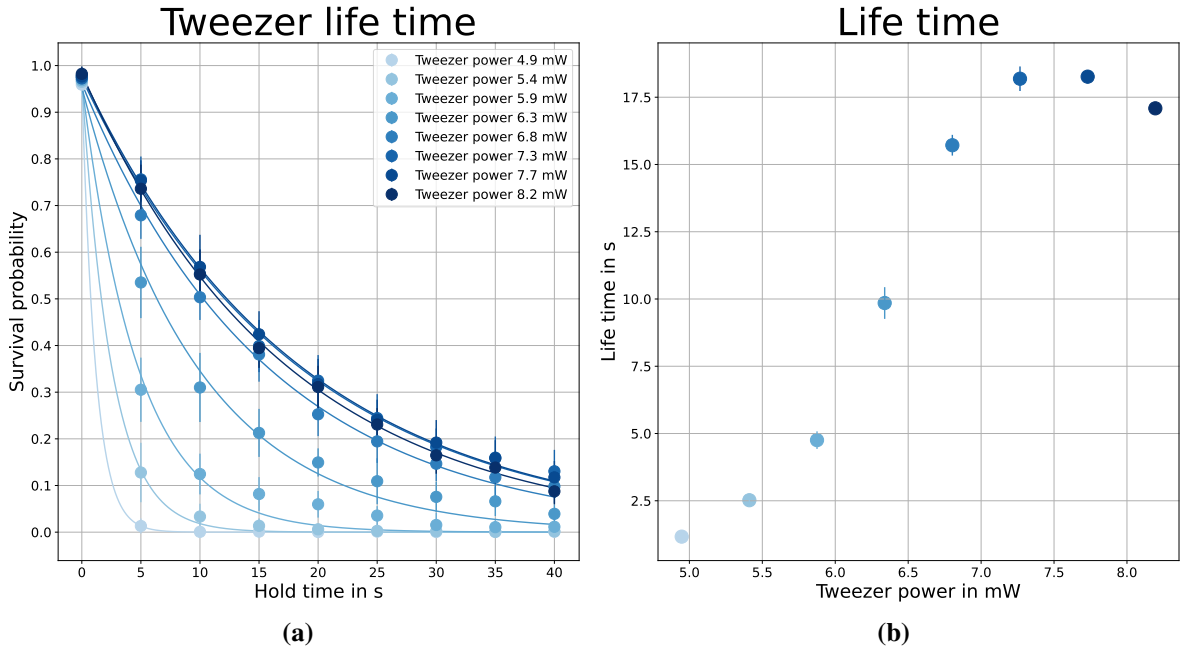 Tweezer life time
Survival probability
1.0
0.9
0.8
0.7
0.6
0.5
0.4
0.3
0.2
0.1
0.0
Tweezer power 4.9 mW
Tweezer power 5.4 mW
Tweezer power 5.9 mW
Tweezer power 6.3 mW
Tweezer power 6.8 mW
Tweezer power 7.3 mW
Tweezer power 7.7 mW
Tweezer power 8.2 mW
0 5 10 15 20 25 30 35 40
Hold time in s
(a)
Life time
Life time in s
17.5
15.0
12.5
10.0
7.5
5.0
2.5
5.0 5.5 6.0 6.5 7.0 7.5 8.0
Tweezer power in mW
(b)